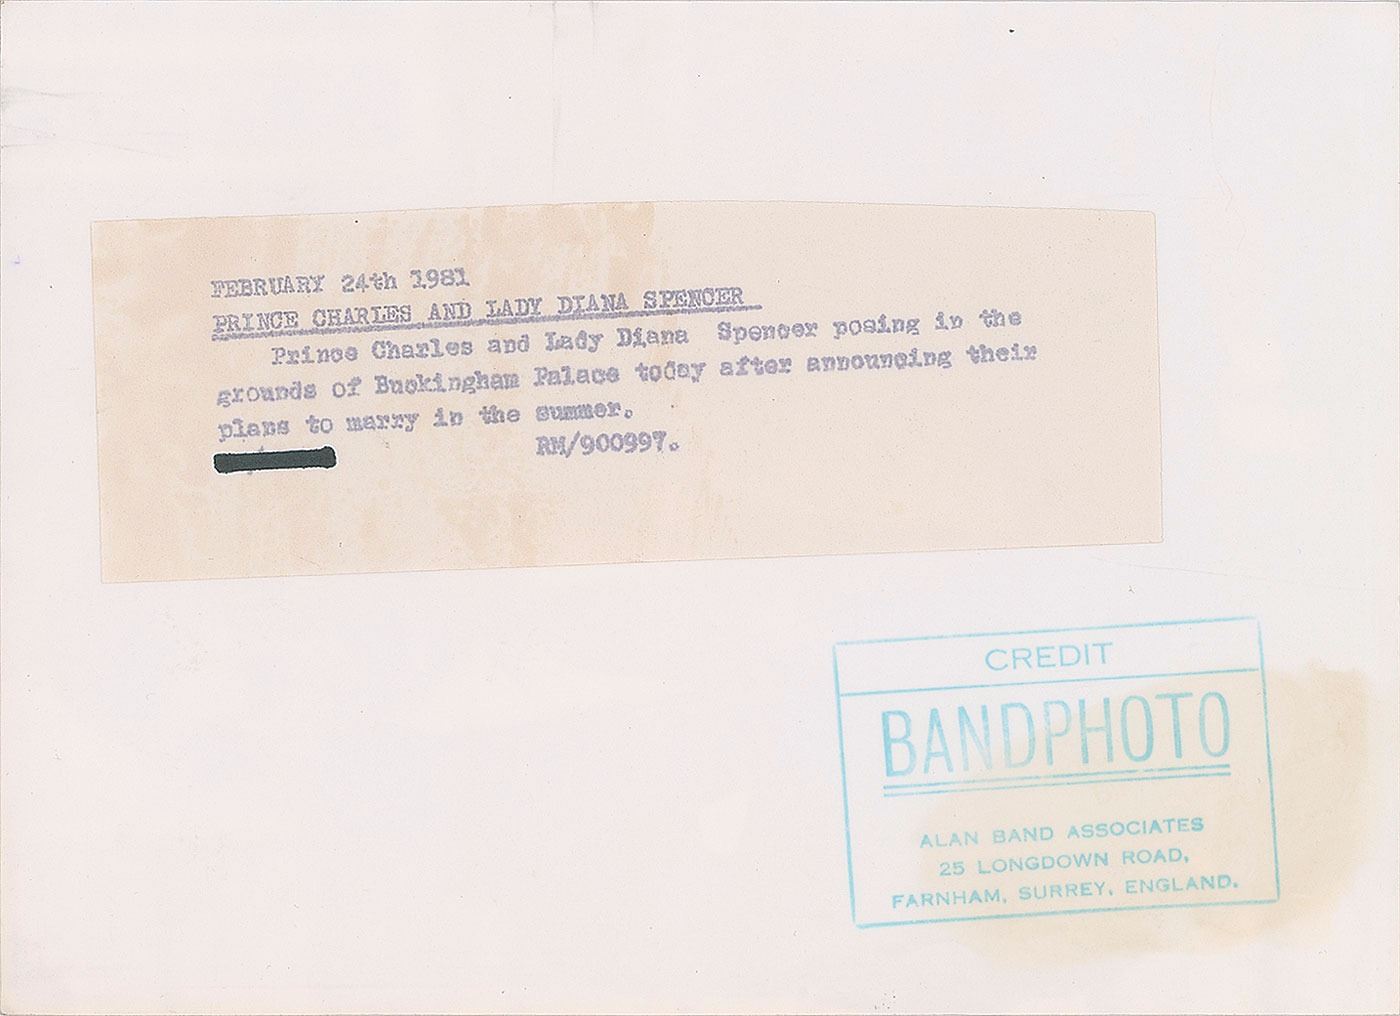 FEBRUARY 24th 1981
PRINCE CHARLES AND LADY DIANA SPENCER
Prince Charles and Lady Diana Spencer posing in the
grounds of Buckingham Palace today after announcing their
plans to marry in the summer.
RM/900997.
CREDIT
BANDPHOTO
ALAN BAND ASSOCIATES
25 LONGDOWN ROAD,
FARNHAM, SURREY, ENGLAND.